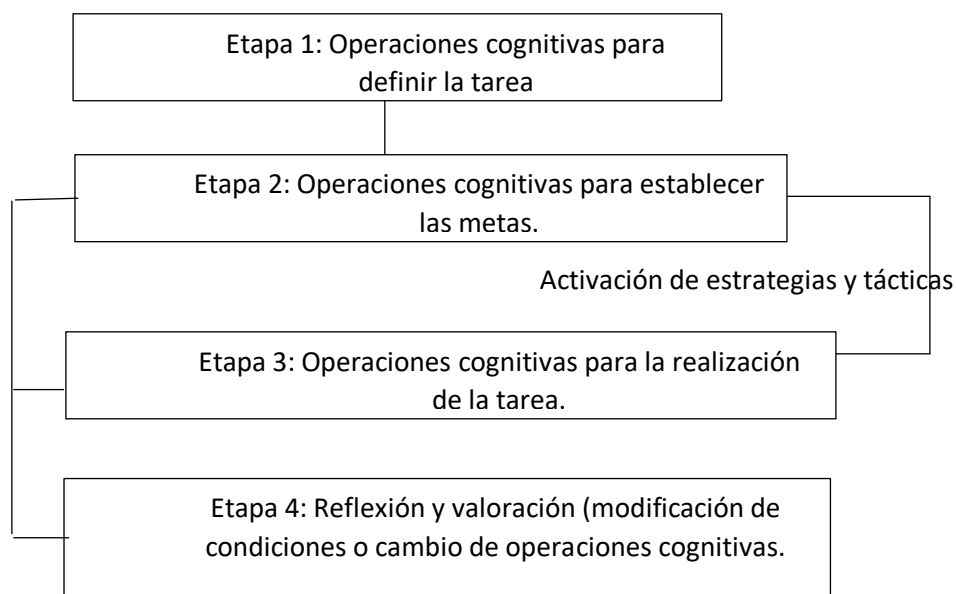 Etapa 1: Operaciones cognitivas para
definir la tarea
Etapa 2: Operaciones cognitivas para establecer
las metas.
Activación de estrategias y tácticas
Etapa 3: Operaciones cognitivas para la realización
de la tarea.
Etapa 4: Reflexión y valoración (modificación de
condiciones o cambio de operaciones cognitivas.